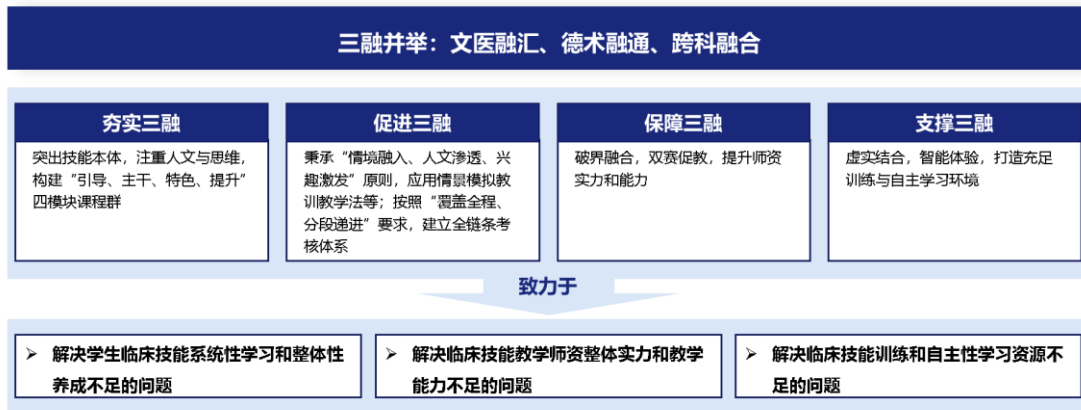 三融并举：文医融汇、德术融通、跨科融合
夯实三融
突出技能本体，注重人文与思维，
构建“引导、主干、特色、提升”
四模块课程群
促进三融
秉承“情境融入、人文渗透、兴
趣激发”原则，应用情景模拟教
训教学法等；按照“覆盖全程、
分段递进”要求，建立全链条考
核体系
保障三融
破界融合，双赛促教，提升师资
实力和能力
支撑三融
虚实结合，智能体验，打造充足
训练与自主学习环境
致力于
➢ 解决学生临床技能系统性学习和整体性
养成不足的问题
➢ 解决临床技能教学师资整体实力和教学
能力不足的问题
➢ 解决临床技能训练和自主性学习资源不
足的问题